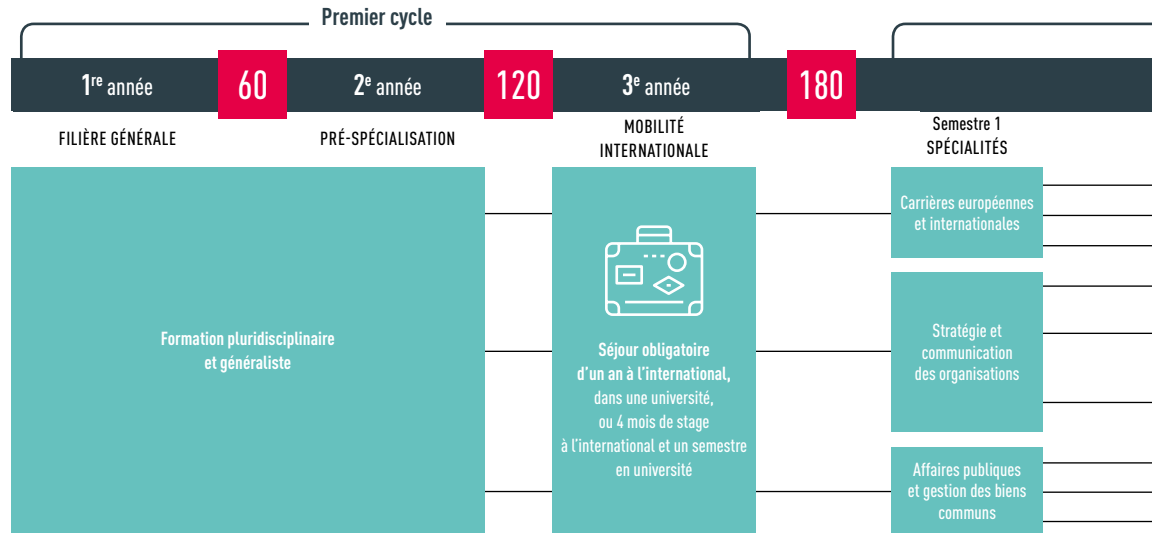 Premier cycle
1re année
60
2e année
120
3e année
180
FILIÈRE GÉNÉRALE
PRÉ-SPÉCIALISATION
MOBILITÉ
INTERNATIONALE
Semestre 1
SPÉCIALITÉS
Formation pluridisciplinaire
et généraliste
Séjour obligatoire
d'un an à l'international,
dans une université,
ou 4 mois de stage
à l'international et un semestre
en université
Carrières européennes
et internationales
Stratégie et
communication
des organisations
Affaires publiques
et gestion des biens
communs